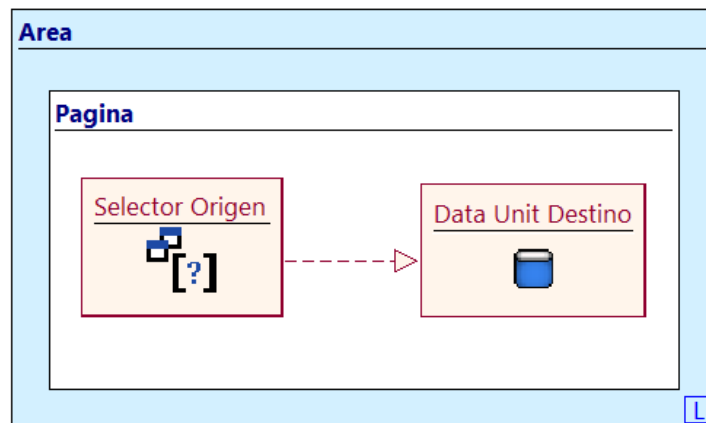 Area
Pagina
Selector Origen
[?]
Data Unit Destino
L